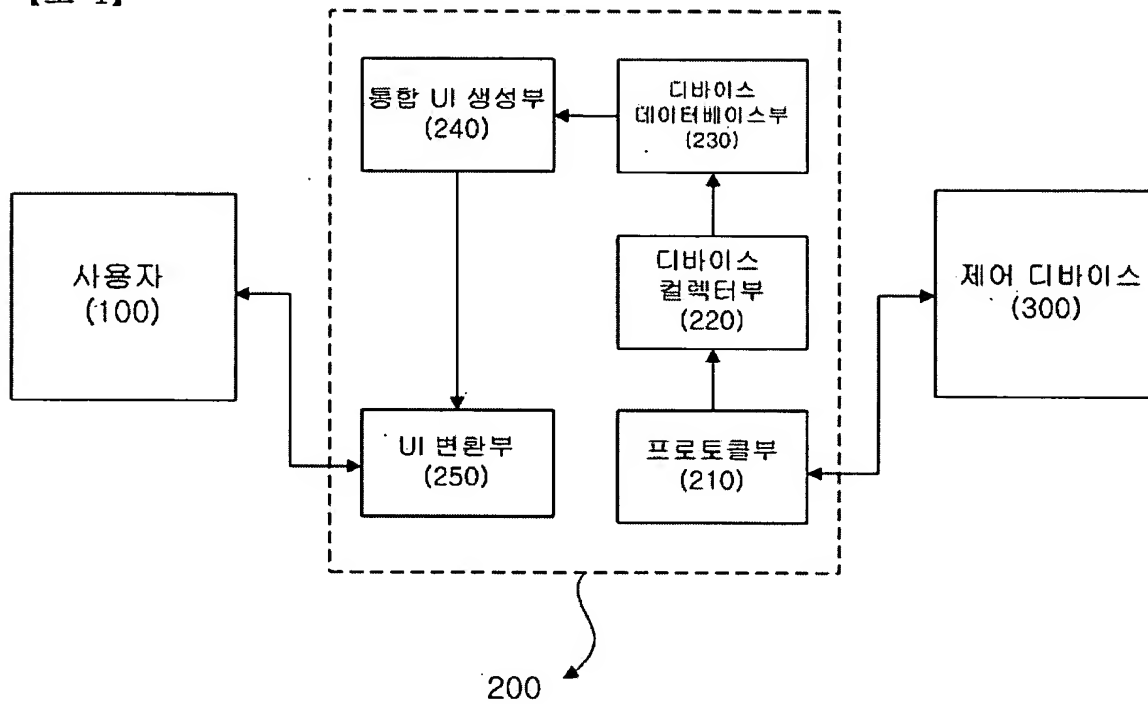 통합 UI 생성부
(240)
디바이스
데이터베이스부
(230)
사용자
(100)
디바이스
컬렉터부
(220)
제어 디바이스
(300)
UI 변환부
(250)
프로토콜부
(210)
200